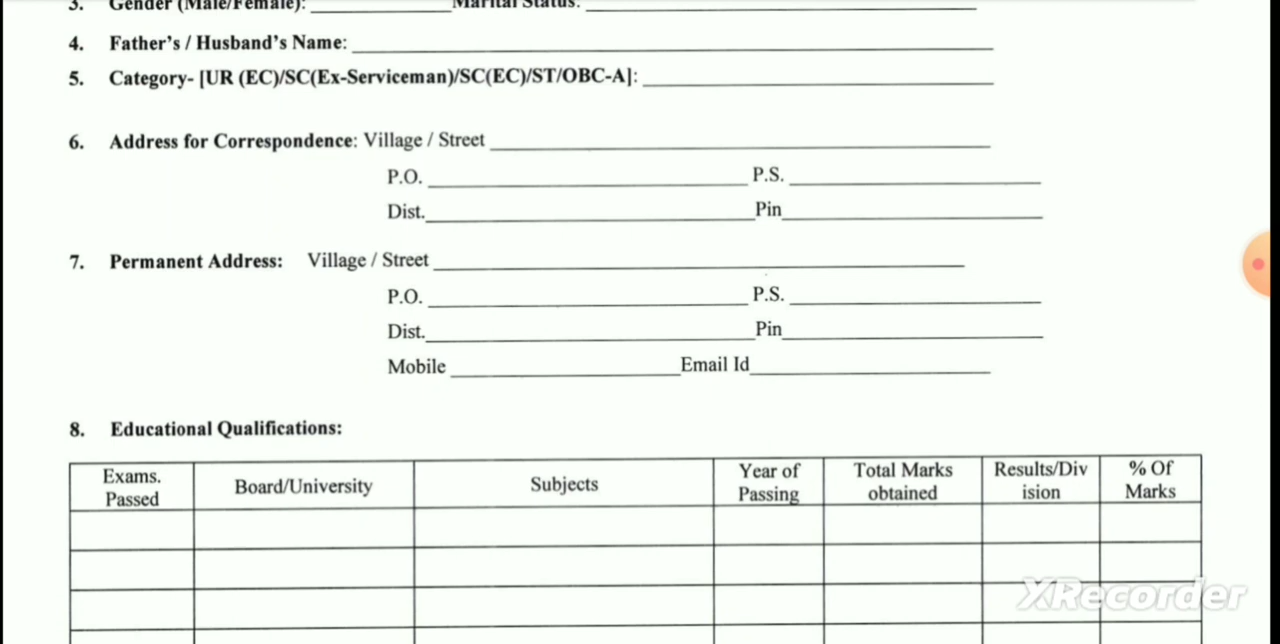 3. Gender (Male/Female): Marital Status:
4. Father's / Husband's Name:
5. Category- [UR (EC)/SC(Ex-Serviceman)/SC(EC)/ST/OBC-A]:
6. Address for Correspondence: Village / Street
P.O. P.S.
Dist. Pin
7. Permanent Address: Village / Street
P.O. P.S.
Dist. Pin
Mobile Email Id
8. Educational Qualifications:
Exams. Passed Board/University Subjects Year of Passing Total Marks obtained Results/Div ision % Of Marks
XRecorder